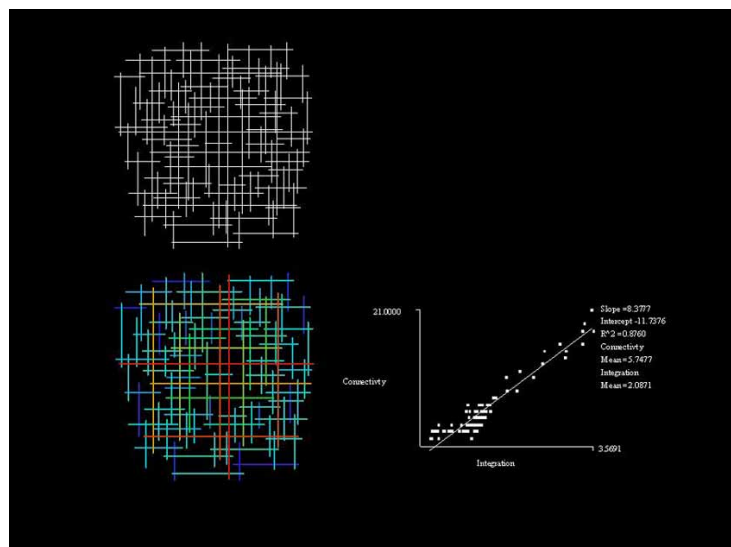 21.0000
Slope =8.3777
Intercept -11.7376
R^2 =0.8760
Connectivty
Mean=5.7477
Integration
Mean=2.0871
Connectivty
3.5691
Integration